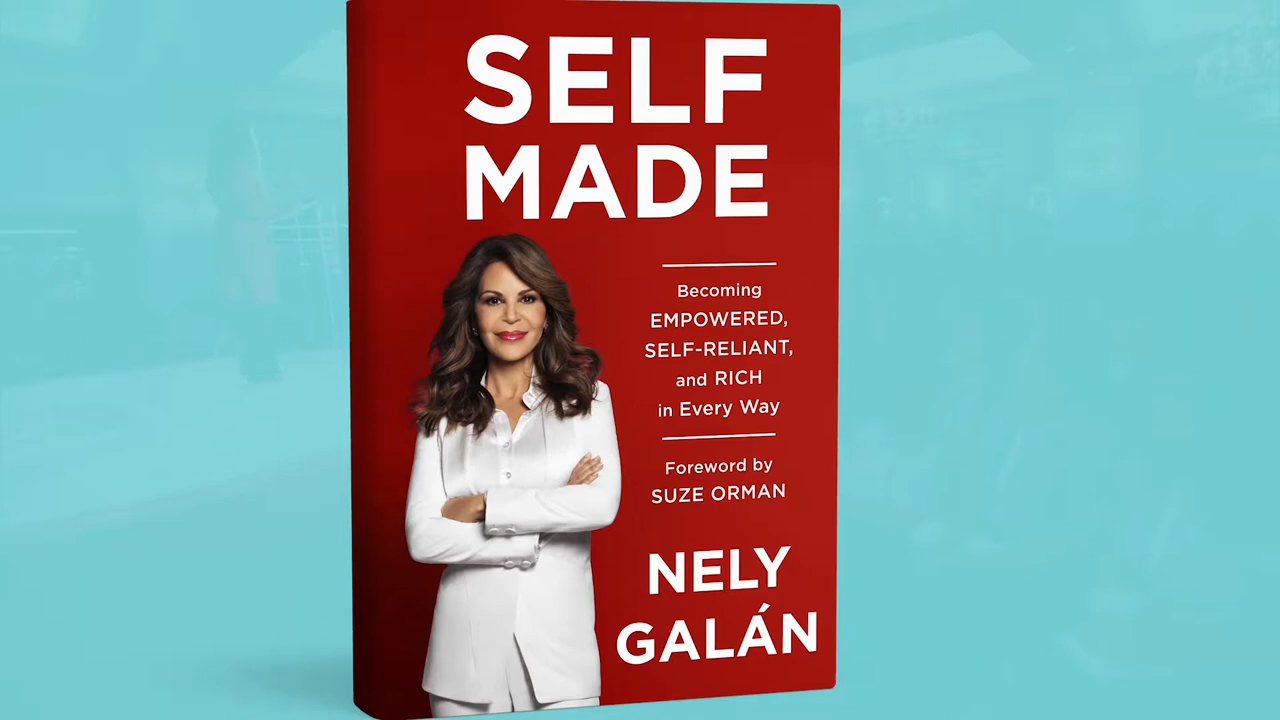 SELF
MADE
Becoming
EMPOWERED,
SELF-RELIANT,
and RICH
in Every Way
Foreword by
SUZE ORMAN
NELY
GALÁN